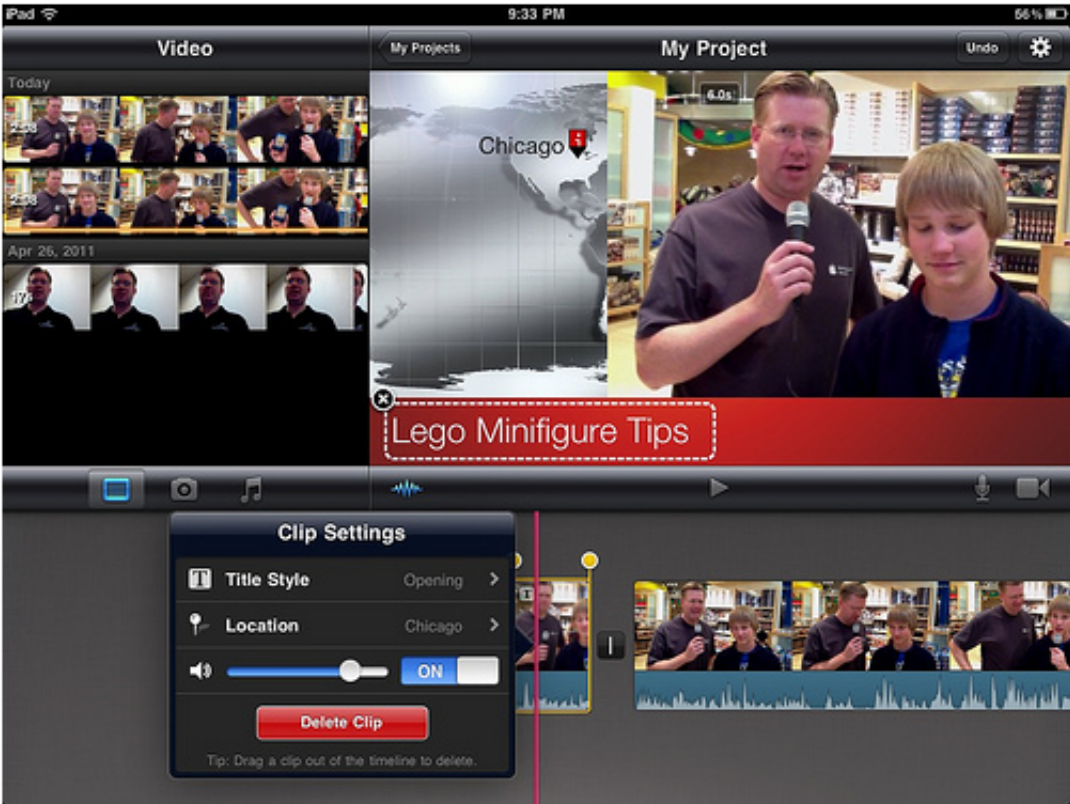 iPad 9:33 PM 56%
Video My Projects My Project Undo
Today
2:38
2:38
Apr 26, 2011
6.0s
Chicago
Lego Minifigure Tips
Clip Settings
T Title Style Opening
Location Chicago
ON
Delete Clip
Tip: Drag a clip out of the timeline to delete.